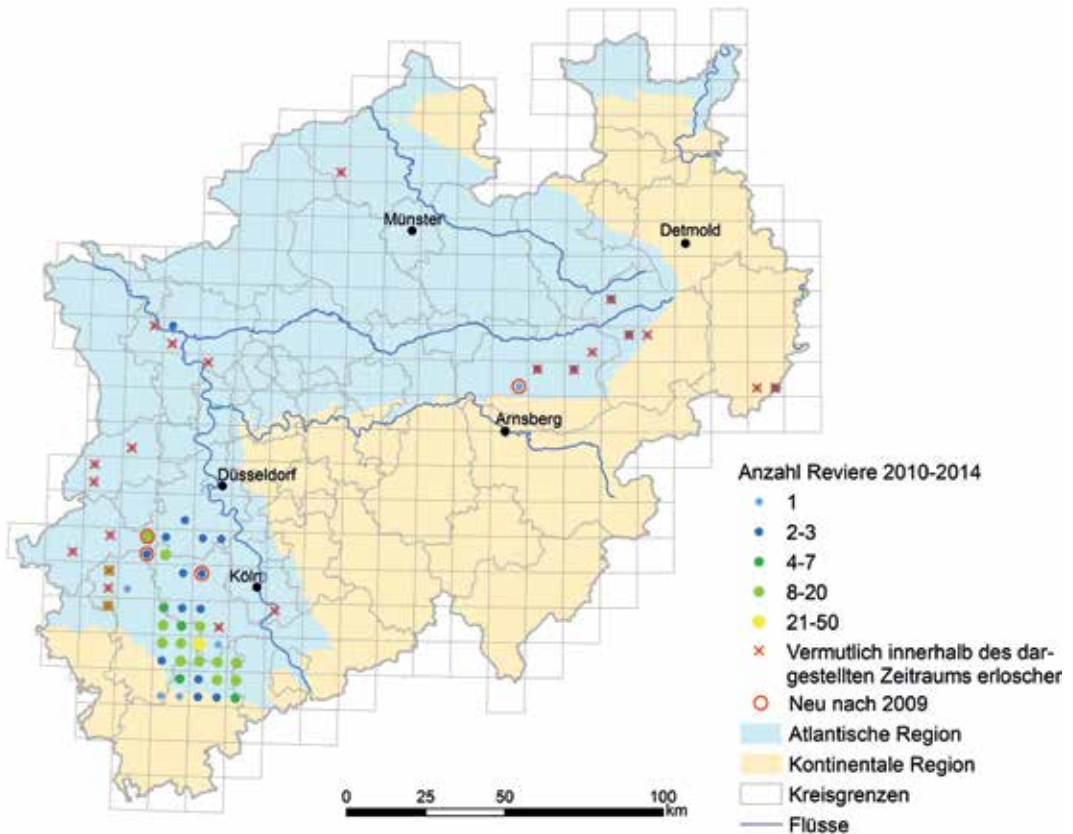 Münster
Detmold
Arnsberg
Düsseldorf
Köln
Anzahl Reviere 2010-2014
1
2-3
4-7
8-20
21-50
Vermutlich innerhalb des dar-
gestellten Zeitraums erloscher
Neu nach 2009
Atlantische Region
Kontinentale Region
Kreisgrenzen
Flüsse
0 25 50 100
km